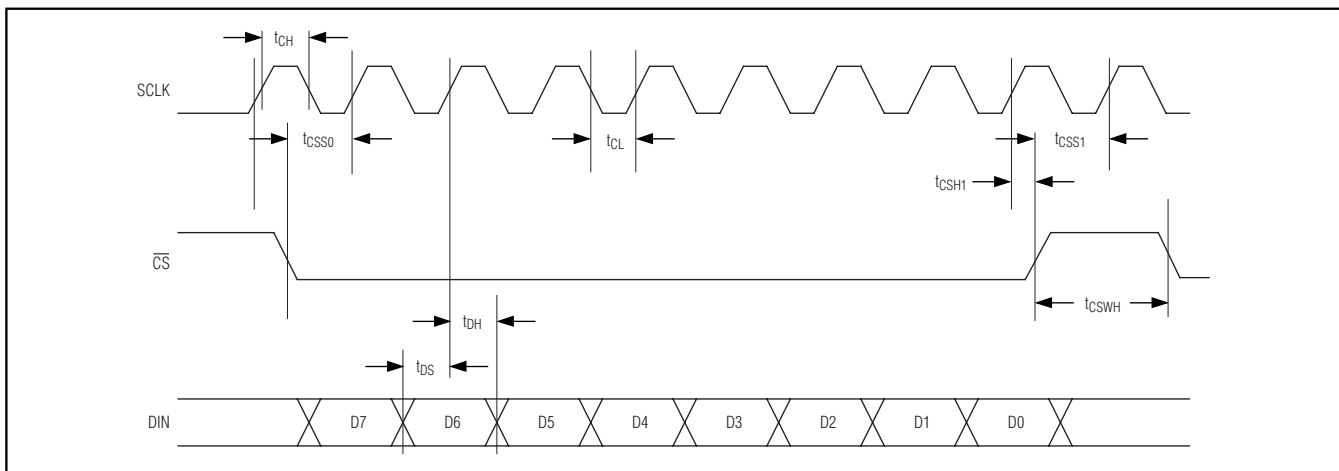 tCH
SCLK
tCSS0
tCL
tCSS1
tCSH1
CS
tCSWH
tDH
tDS
DIN D7 D6 D5 D4 D3 D2 D1 D0